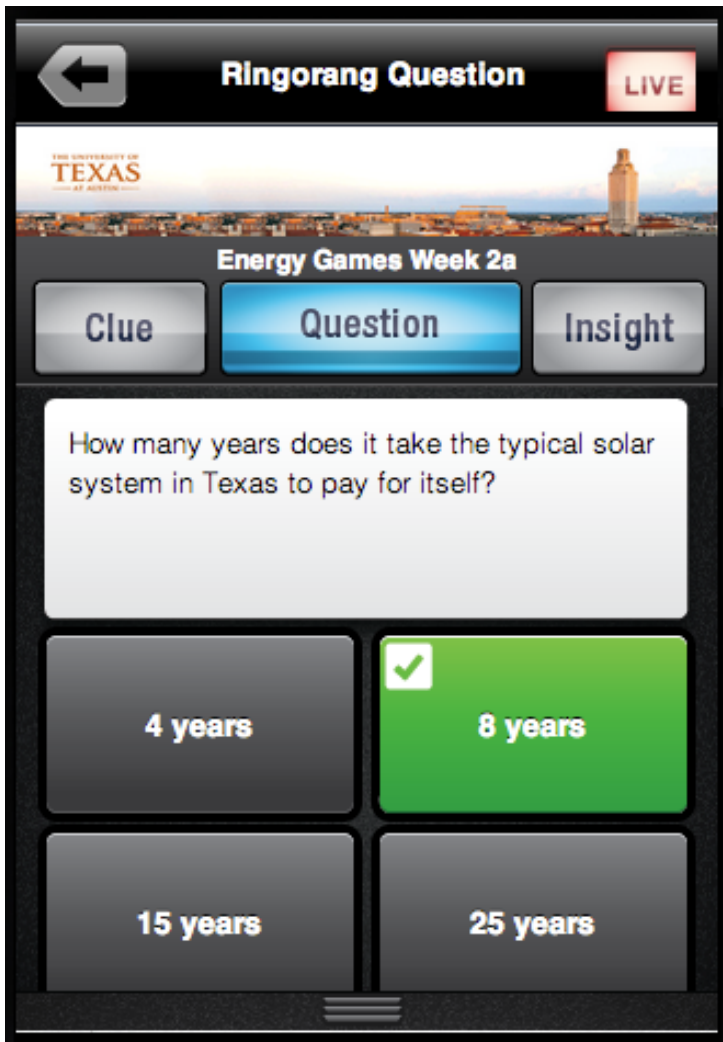 Ringorang Question
LIVE
THE UNIVERSITY OF
TEXAS
AT AUSTIN
Energy Games Week 2a
Clue
Question
Insight
How many years does it take the typical solar
system in Texas to pay for itself?
4 years
8 years
15 years
25 years